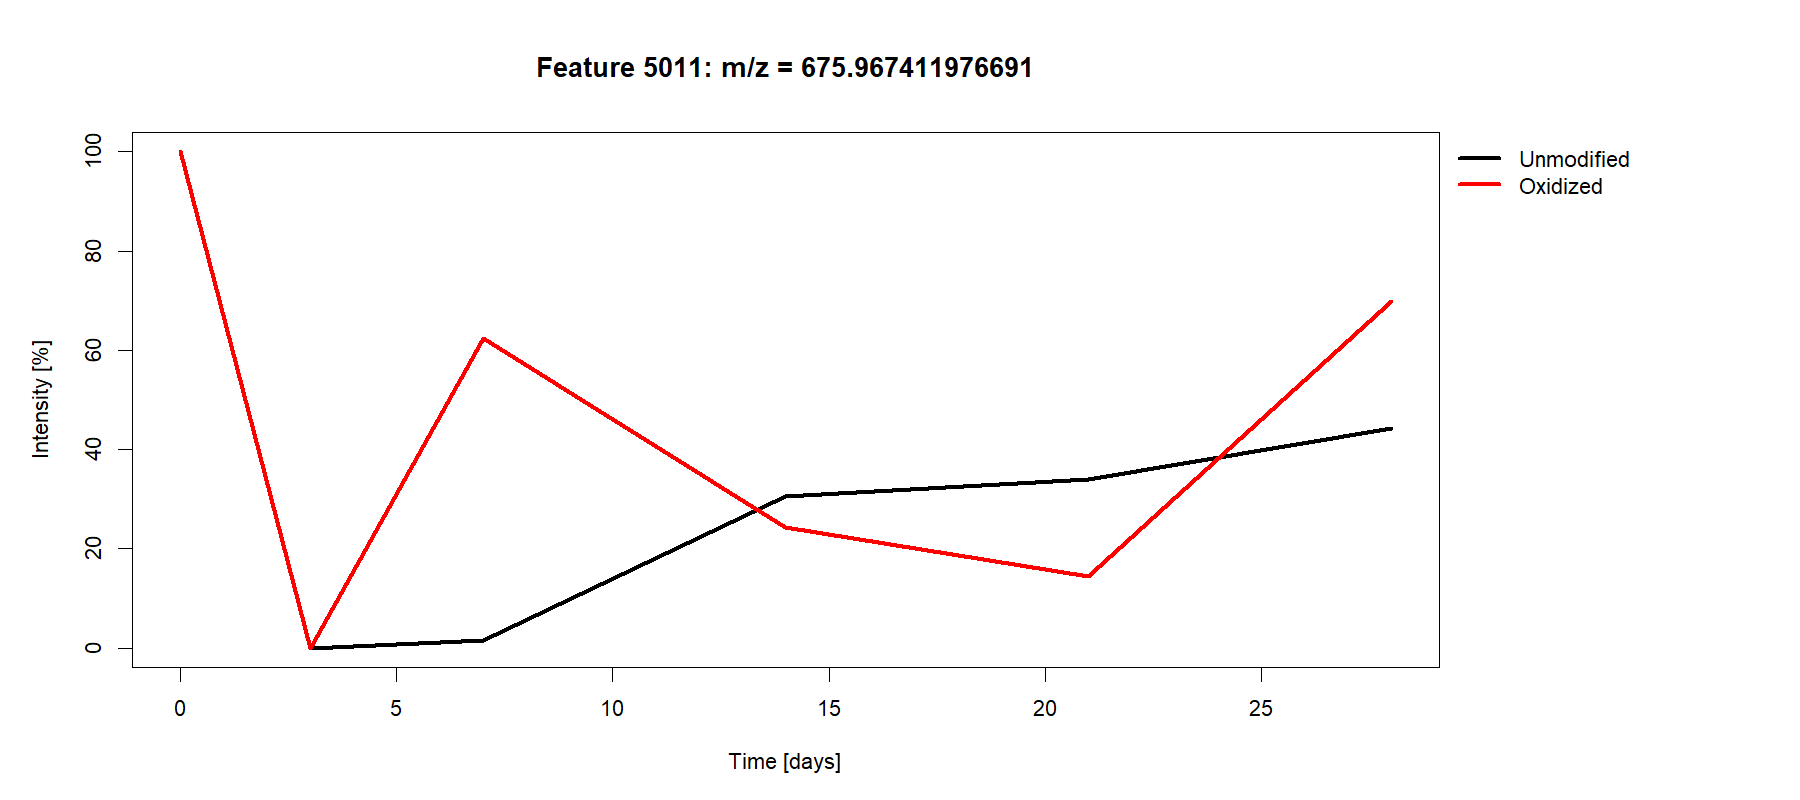 Feature 5011: m/z = 675.967411976691
Unmodified
Oxidized
Intensity [%]
100
80
60
40
20
0
0 5 10 15 20 25
Time [days]